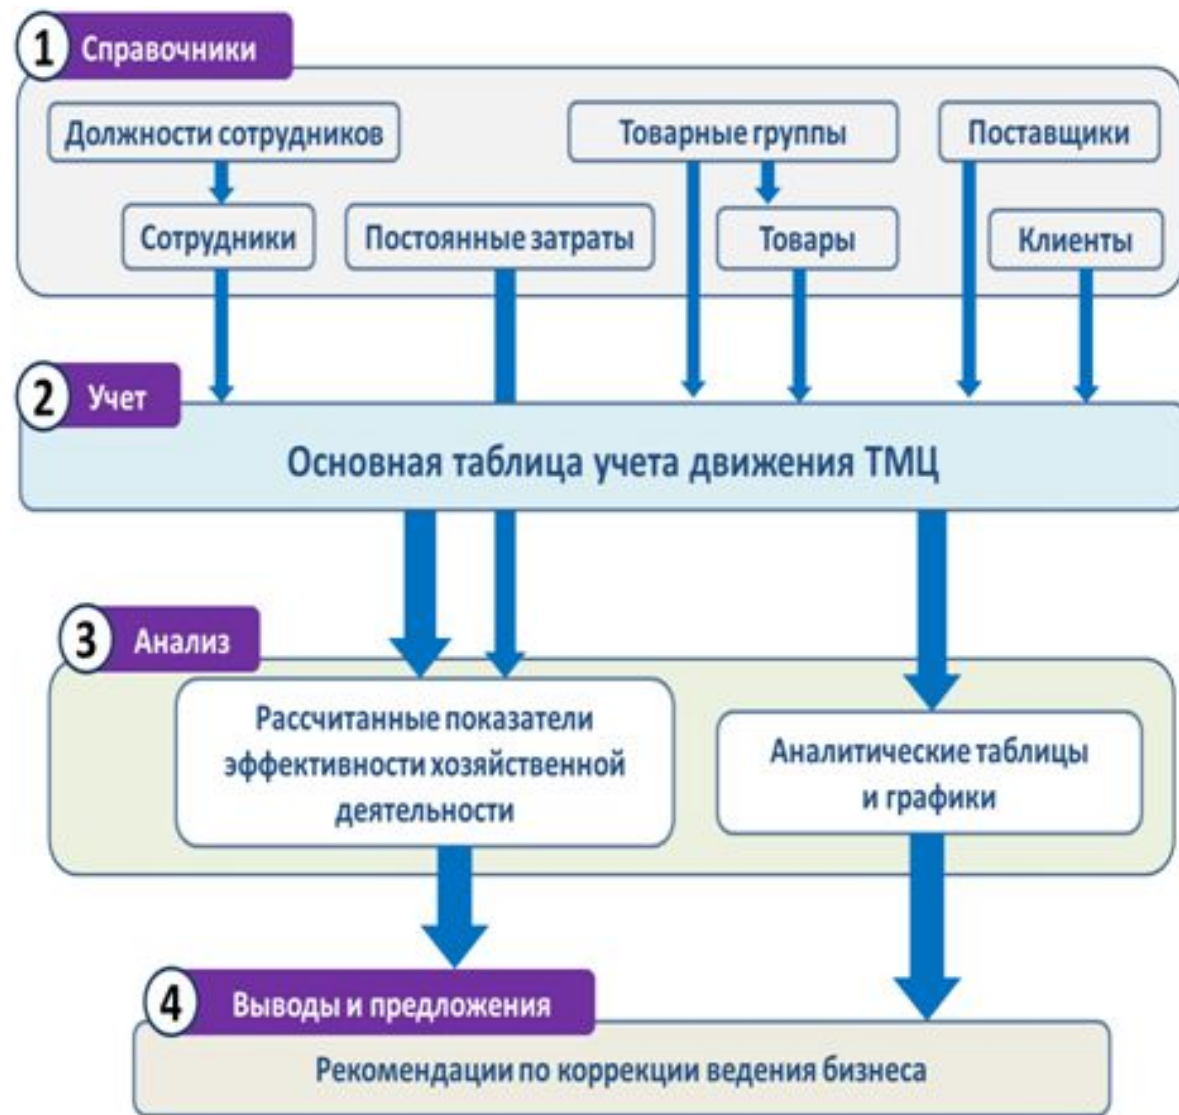 1 Справочники
Должности сотрудников
Товарные группы
Поставщики
Сотрудники
Постоянные затраты
Товары
Клиенты
2 Учет
Основная таблица учета движения ТМЦ
3 Анализ
Рассчитанные показатели
эффективности хозяйственной
деятельности
Аналитические таблицы
и графики
4 Выводы и предложения
Рекомендации по коррекции ведения бизнеса